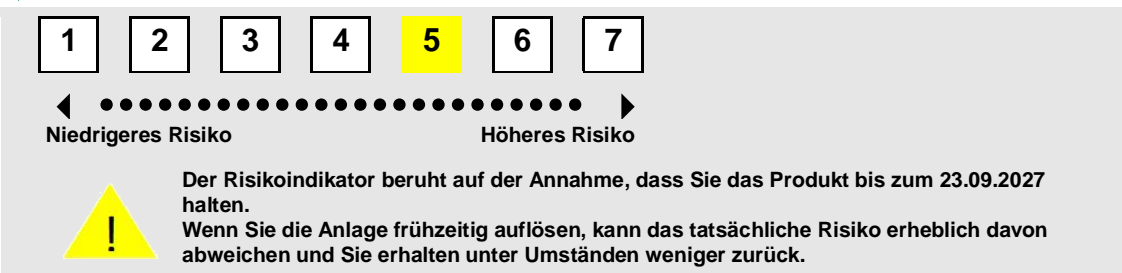 1 2 3 4 5 6 7
Niedrigeres Risiko Höheres Risiko
Der Risikoindikator beruht auf der Annahme, dass Sie das Produkt bis zum 23.09.2027
halten.
! Wenn Sie die Anlage frühzeitig auflösen, kann das tatsächliche Risiko erheblich davon
abweichen und Sie erhalten unter Umständen weniger zurück.